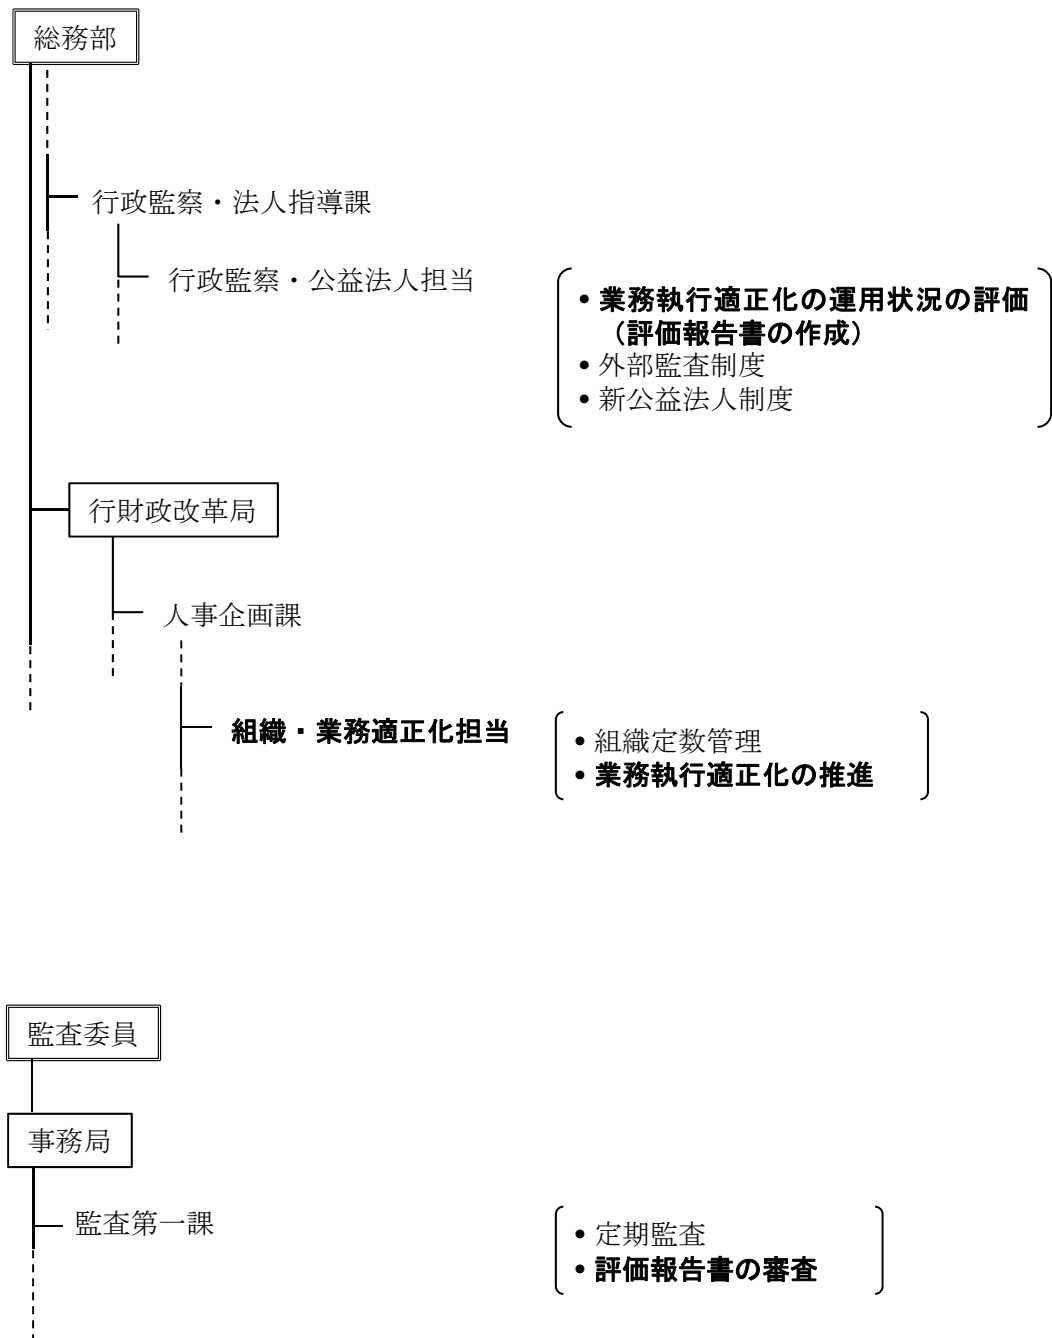 総務部
行政監察・法人指導課
行政監察・公益法人担当
• 業務執行適正化の運用状況の評価
（評価報告書の作成）
• 外部監査制度
• 新公益法人制度
行財政改革局
人事企画課
組織・業務適正化担当
• 組織定数管理
• 業務執行適正化の推進
監査委員
事務局
監査第一課
• 定期監査
• 評価報告書の審査